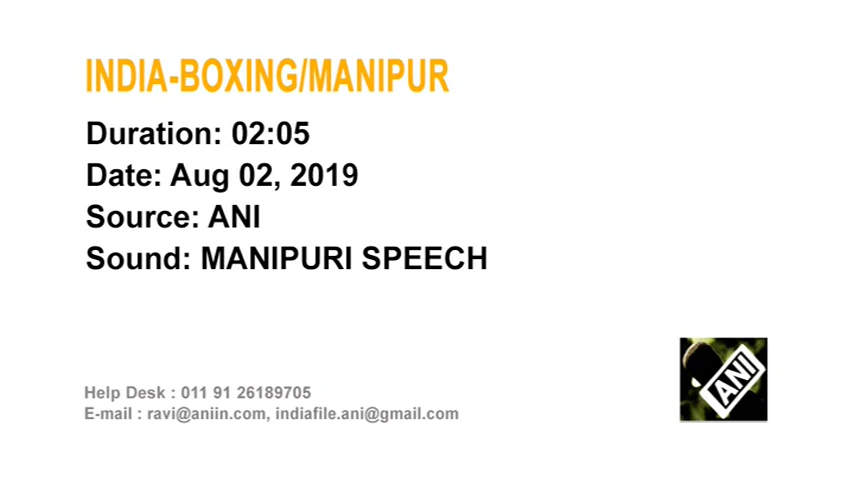 INDIA-BOXING/MANIPUR
Duration: 02:05
Date: Aug 02, 2019
Source: ANI
Sound: MANIPURI SPEECH
ANI
Help Desk : 011 91 26189705
E-mail : ravi@aniin.com, indiafile.ani@gmail.com